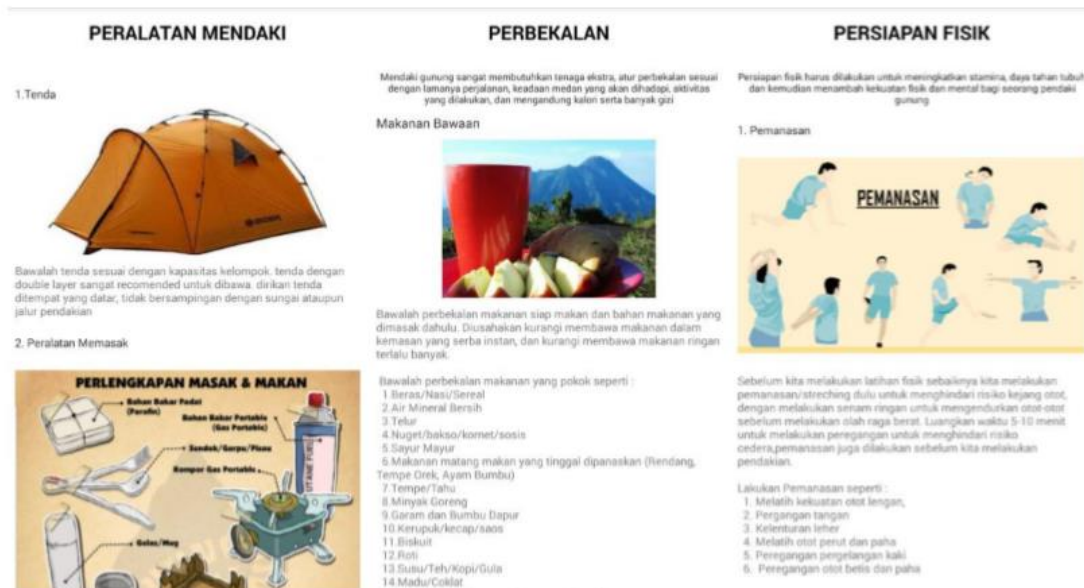 PERALATAN MENDAKI
1.Tenda
Bawalah tenda sesuai dengan kapasitas kelompok. tenda dengan
double layer sangat recomended untuk dibawa. dirikan tenda
ditempat yang datar, tidak bersampingan dengan sungai ataupun
jalur pendakian
2. Peralatan Memasak
PERLENGKAPAN MASAK & MAKAN
Bahan Bakar Padat
(Parafin)
Bahan Bakar Portable
(Gas Portable)
Sendok/Garpu/Pisau
Kompor Gas Portable
BUTANE FUEL
Gelas/Mug
PERBEKALAN
Mendaki gunung sangat membutuhkan tenaga ekstra, atur perbekalan sesuai
dengan lamanya perjalanan, keadaan medan yang akan dihadapi, aktivitas
yang dilakukan, dan mengandung kalori serta banyak gizi
Makanan Bawaan
Bawalah perbekalan makanan siap makan dan bahan makanan yang
dimasak dahulu. Diusahakan kurangi membawa makanan dalam
kemasan yang serba instan, dan kurangi membawa makanan ringan
terlalu banyak.
Bawalah perbekalan makanan yang pokok seperti :
1.Beras/Nasi/Sereal
2.Air Mineral Bersih
3.Telur
4.Nuget/bakso/kornet/sosis
5.Sayur Mayur
6.Makanan matang makan yang tinggal dipanaskan (Rendang,
Tempe Orek, Ayam Bumbu)
7.Tempe/Tahu
8.Minyak Goreng
9.Garam dan Bumbu Dapur
10.Kerupuk/kecap/saos
11.Biskuit
12.Roti
13.Susu/Teh/Kopi/Gula
14.Madu/Coklat
PERSIAPAN FISIK
Persiapan fisik harus dilakukan untuk meningkatkan stamina, daya tahan tubuh
dan kemudian menambah kekuatan fisik dan mental bagi seorang pendaki
gunung
1. Pemanasan
PEMANASAN
Sebelum kita melakukan latihan fisik sebaiknya kita melakukan
pemanasan/streching dulu untuk menghindari risiko kejang otot,
dengan melakukan senam ringan untuk mengendurkan otot-otot
sebelum melakukan olah raga berat. Luangkan waktu 5-10 menit
untuk melakukan peregangan untuk menghindari risiko
cedera,pemanasan juga dilakukan sebelum kita melakukan
pendakian.
Lakukan Pemanasan seperti :
1. Melatih kekuatan otot lengan,
2. Pergangan tangan
3. Kelenturan leher
4. Melatih otot perut dan paha
5. Peregangan pergelangan kaki
6. Peregangan otot betis dan paha